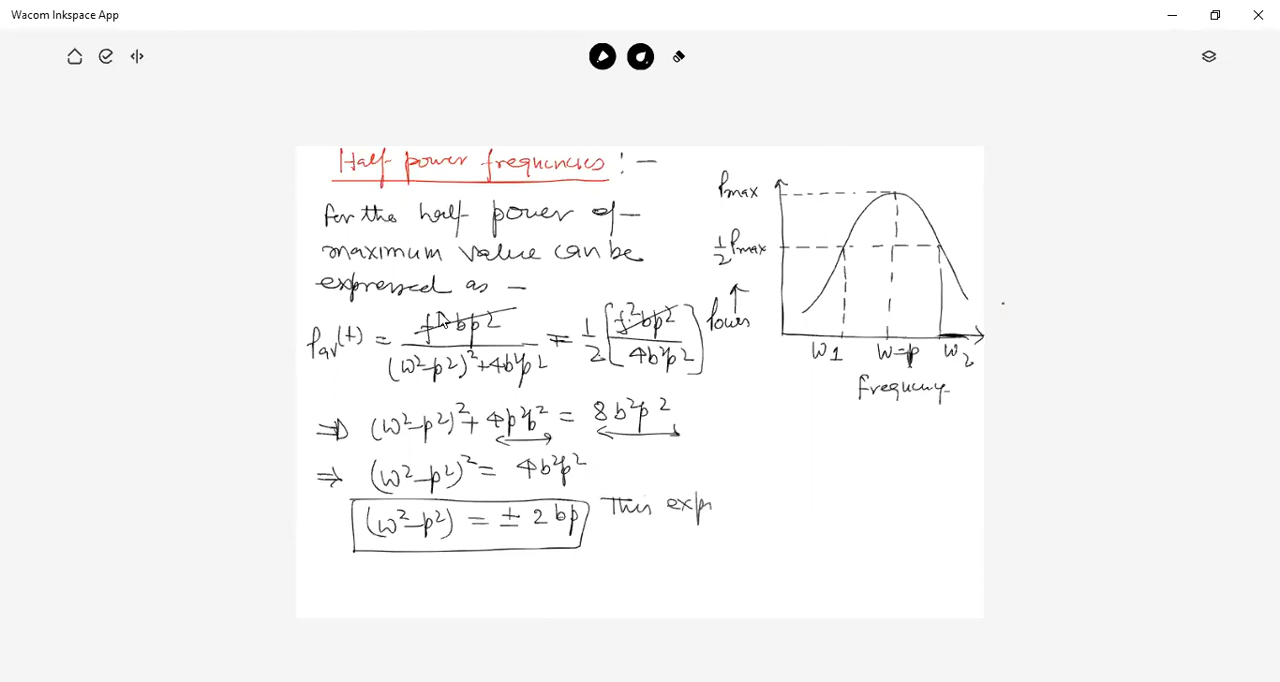 Wacom Inkspace App
Half power frequencies :-
for the half power of
maximum value can be
expressed as -
Pav(t) = f²bp² / (ω²-p²)²+4b²p² = 1/2 [f²bp² / 4b²p²]
⇒ (ω²-p²)²+ 4p²b² = 8b²p²
⇒ (ω²-p²)² = 4b²p²
(ω²-p²) = ± 2bp This expr
Pmax
1/2 Pmax
Power
ω1 ω=p ω2
frequency